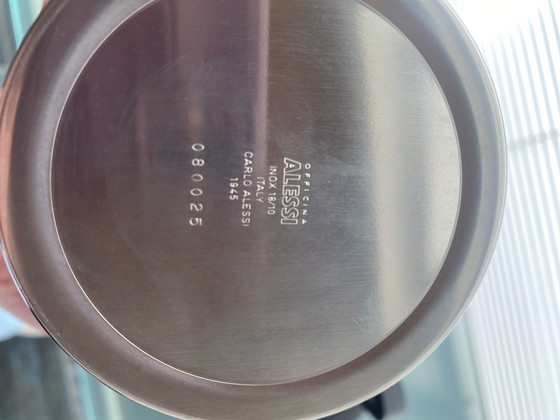 OFFICINA
ALESSI
INOX 18/10
ITALY
CARLO ALESSI
1945
080025